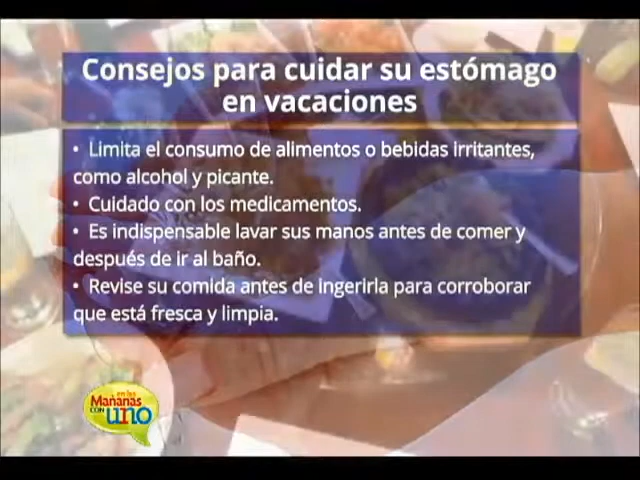 Consejos para cuidar su estómago
en vacaciones
• Limita el consumo de alimentos o bebidas irritantes,
como alcohol y picante.
• Cuidado con los medicamentos.
• Es indispensable lavar sus manos antes de comer y
después de ir al baño.
• Revise su comida antes de ingerirla para corroborar
que está fresca y limpia.
en las
Mañanas
CON uno